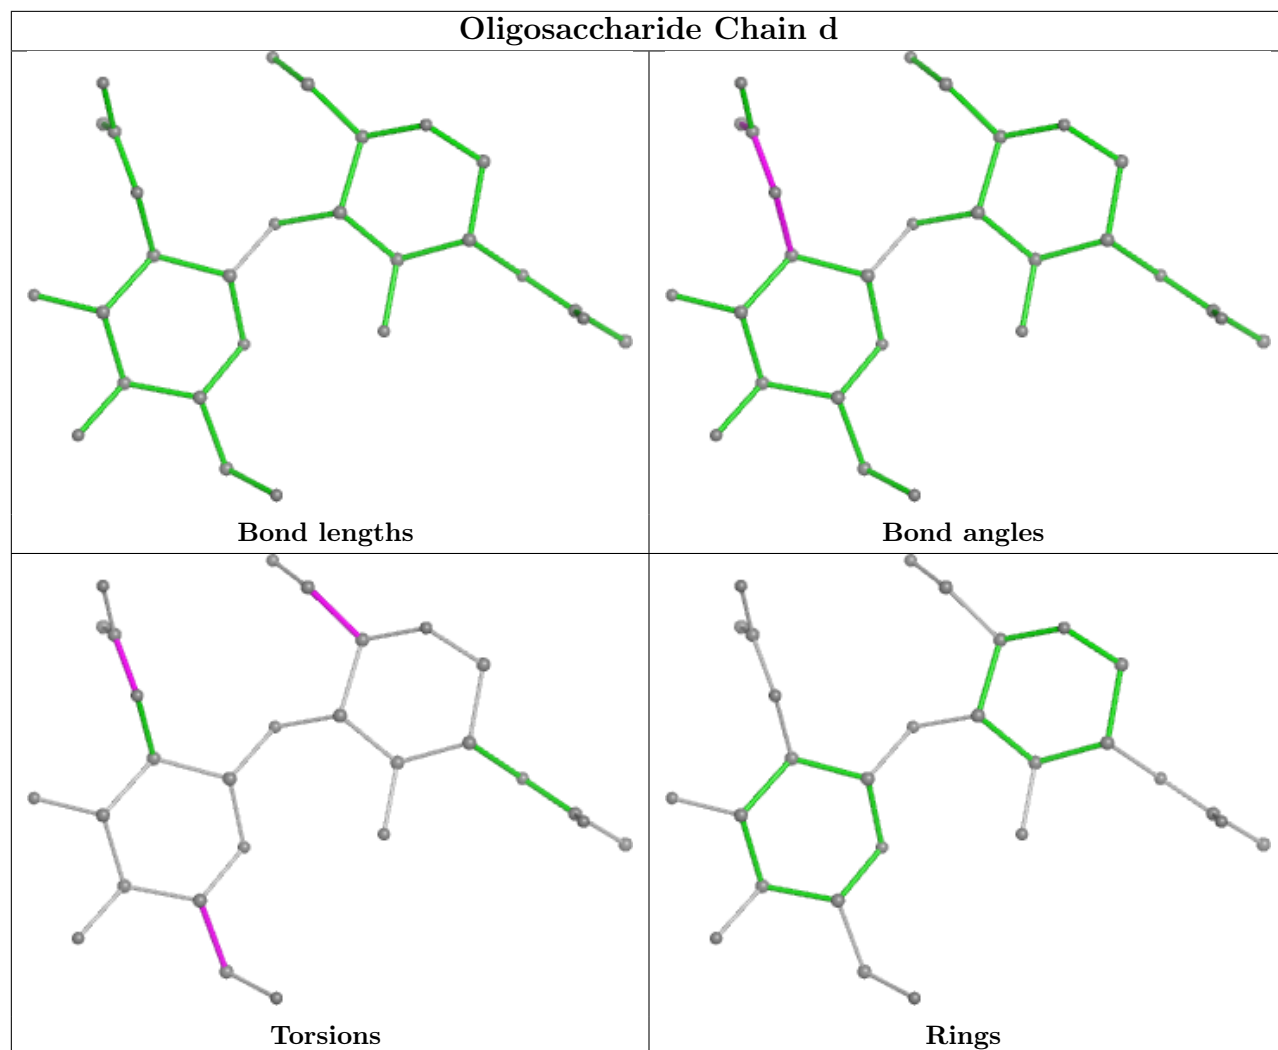 Oligosaccharide Chain d
Bond lengths
Bond angles
Torsions
Rings